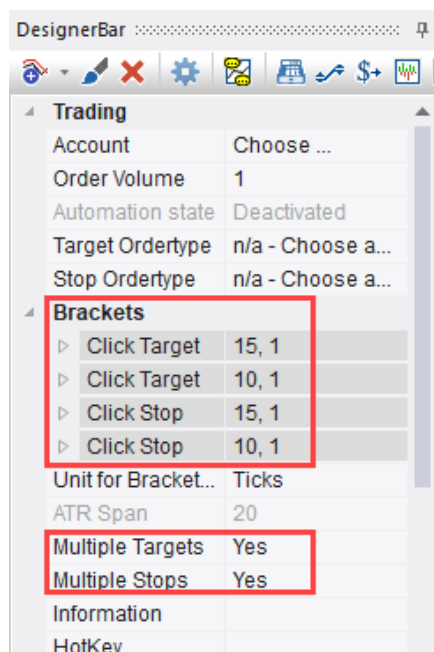 DesignerBar
Trading
Account Choose ...
Order Volume 1
Automation state Deactivated
Target Ordertype n/a - Choose a...
Stop Ordertype n/a - Choose a...
Brackets
Click Target 15, 1
Click Target 10, 1
Click Stop 15, 1
Click Stop 10, 1
Unit for Bracket... Ticks
ATR Span 20
Multiple Targets Yes
Multiple Stops Yes
Information
HotKey